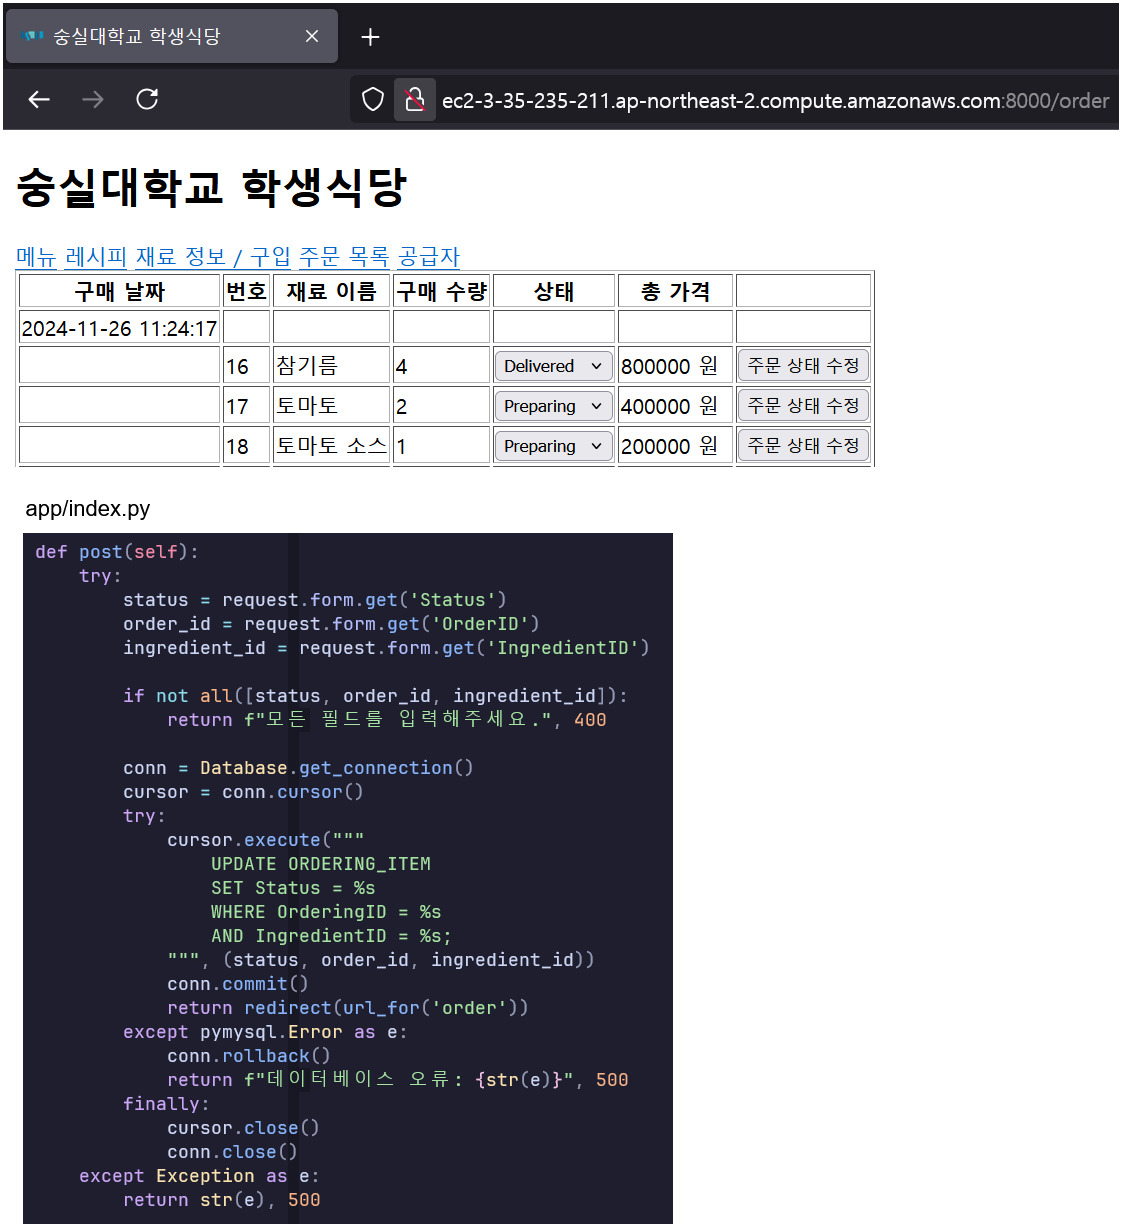 숭실대학교 학생식당
ec2-3-35-235-211.ap-northeast-2.compute.amazonaws.com:8000/order
숭실대학교 학생식당
메뉴 레시피 재료 정보 / 구입 주문 목록 공급자
구매 날짜 번호 재료 이름 구매 수량 상태 총 가격
2024-11-26 11:24:17
16 참기름 4 Delivered 800000 원 주문 상태 수정
17 토마토 2 Preparing 400000 원 주문 상태 수정
18 토마토 소스 1 Preparing 200000 원 주문 상태 수정
app/index.py
def post(self):
try:
status = request.form.get('Status')
order_id = request.form.get('OrderID')
ingredient_id = request.form.get('IngredientID')
if not all([status, order_id, ingredient_id]):
return f"모든 필드를 입력해주세요.", 400
conn = Database.get_connection()
cursor = conn.cursor()
try:
cursor.execute("""
UPDATE ORDERING_ITEM
SET Status = %s
WHERE OrderingID = %s
AND IngredientID = %s;
""", (status, order_id, ingredient_id))
conn.commit()
return redirect(url_for('order'))
except pymysql.Error as e:
conn.rollback()
return f"데이터베이스 오류: {str(e)}", 500
finally:
cursor.close()
conn.close()
except Exception as e:
return str(e), 500